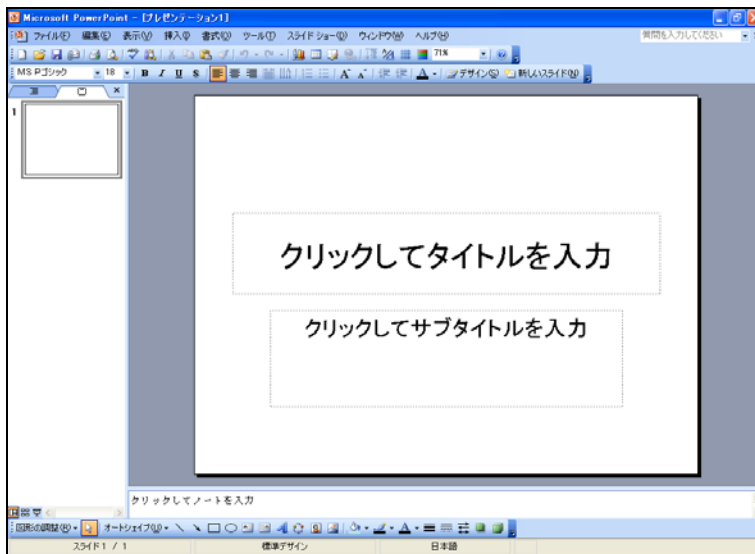 Microsoft PowerPoint - [プレゼンテーション1]
ファイル(F) 編集(E) 表示(V) 挿入(I) 書式(O) ツール(T) スライド ショー(D) ウィンドウ(W) ヘルプ(H) 質問を入力してください
71%
MS Pゴシック 18 B I U S A A A デザイン(S) 新しいスライド(N)
1
クリックしてタイトルを入力
クリックしてサブタイトルを入力
クリックしてノートを入力
図形の調整(R) オートシェイプ(U) A
スライド 1 / 1 標準デザイン 日本語